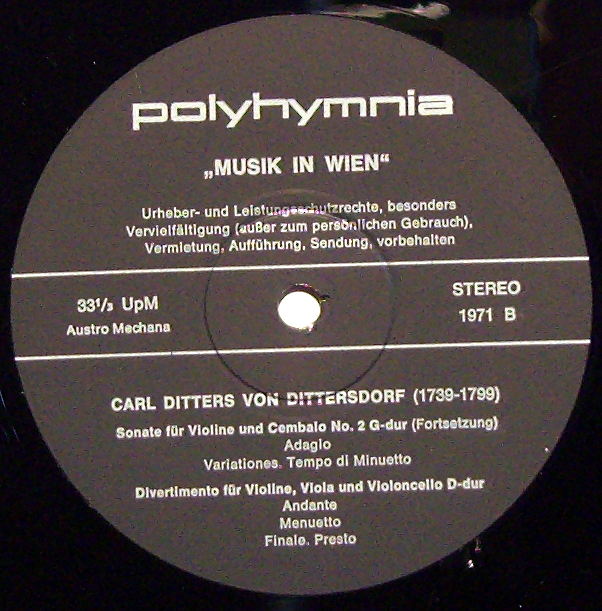 polyhymnia
„MUSIK IN WIEN“
Urheber- und Leistungsschutzrechte, besonders
Vervielfältigung (außer zum persönlichen Gebrauch),
Vermietung, Aufführung, Sendung, vorbehalten
33⅓ UpM
Austro Mechana
STEREO
1971 B
CARL DITTERS VON DITTERSDORF (1739-1799)
Sonate für Violine und Cembalo No. 2 G-dur (Fortsetzung)
Adagio
Variationes. Tempo di Minuetto
Divertimento für Violine, Viola und Violoncello D-dur
Andante
Menuetto
Finale. Presto